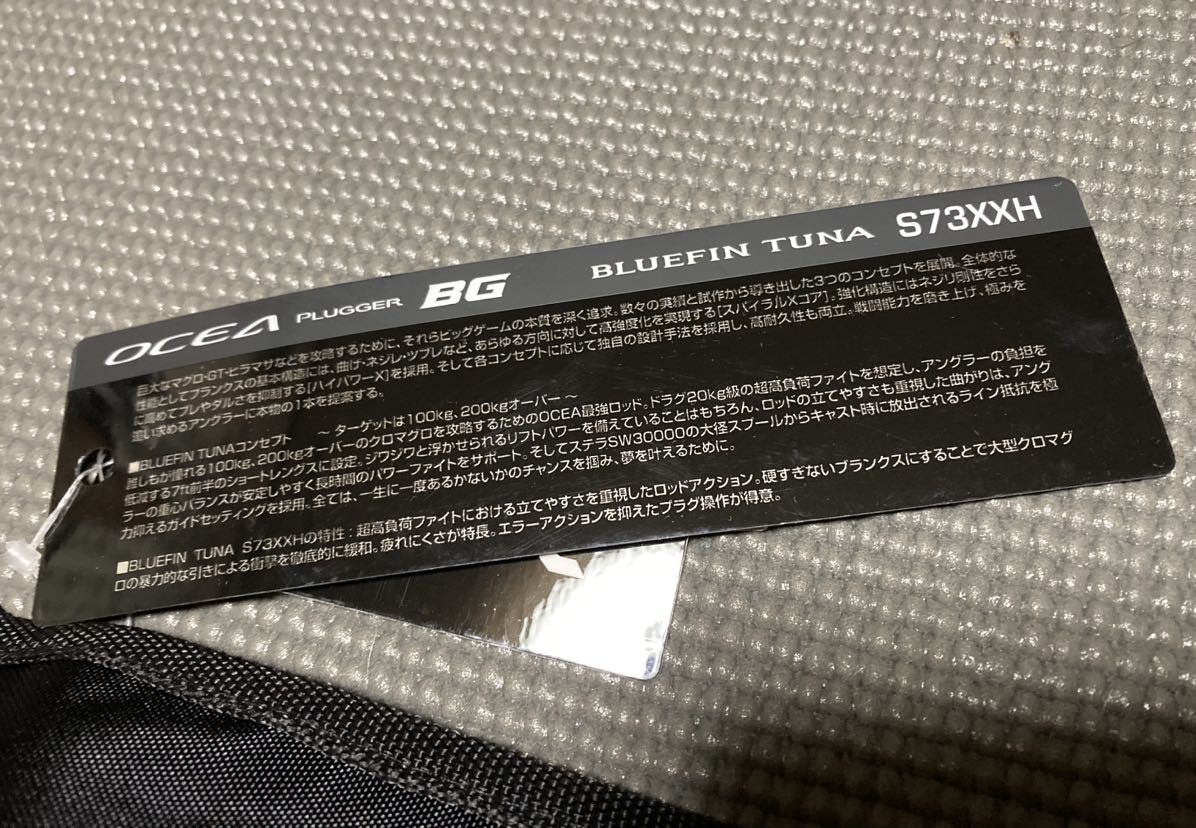 OCEA PLUGGER BG BLUEFIN TUNA S73XXH
巨大なマグロ・GT・ヒラマサなどを攻略するために、それらビッグゲームの本質を深く追求。数々の実績と試作から導き出した3つのコンセプトを展開。全体的な
性能としてブランクスの基本構造には、曲げ・ネジレ・ツブレなど、あらゆる方向に対して高強度化を実現する[スパイラルXコア]。強化構造にはネジリ剛性をさら
に高めてブレやダルさを抑制する[ハイパワーX]を採用。そして各コンセプトに応じて独自の設計手法を採用し、高耐久性も両立。戦闘能力を磨き上げ、極みを
追い求めるアングラーに本物の1本を提案する。
■BLUEFIN TUNAコンセプト ～ ターゲットは100kg、200kgオーバー ～
誰しもが憧れる100kg、200kgオーバーのクロマグロを攻略するためのOCEA最強ロッド。ドラグ20kg級の超高負荷ファイトを想定し、アングラーの負担を
低減する7ft前半のショートレングスに設定。ジワジワと浮かせられるリフトパワーを備えていることはもちろん、ロッドの立てやすさも重視した曲がりは、アング
ラーの重心バランスが安定しやすく長時間のパワーファイトをサポート。そしてステラSW30000の大径スプールからキャスト時に放出されるライン抵抗を極
力抑えるガイドセッティングを採用。全ては、一生に一度あるかないかのチャンスを掴み、夢を叶えるために。
■BLUEFIN TUNA S73XXHの特性：超高負荷ファイトにおける立てやすさを重視したロッドアクション。硬すぎないブランクスにすることで大型クロマグ
ロの暴力的な引きによる衝撃を徹底的に緩和。疲れにくさが特長。エラーアクションを抑えたプラグ操作が得意。